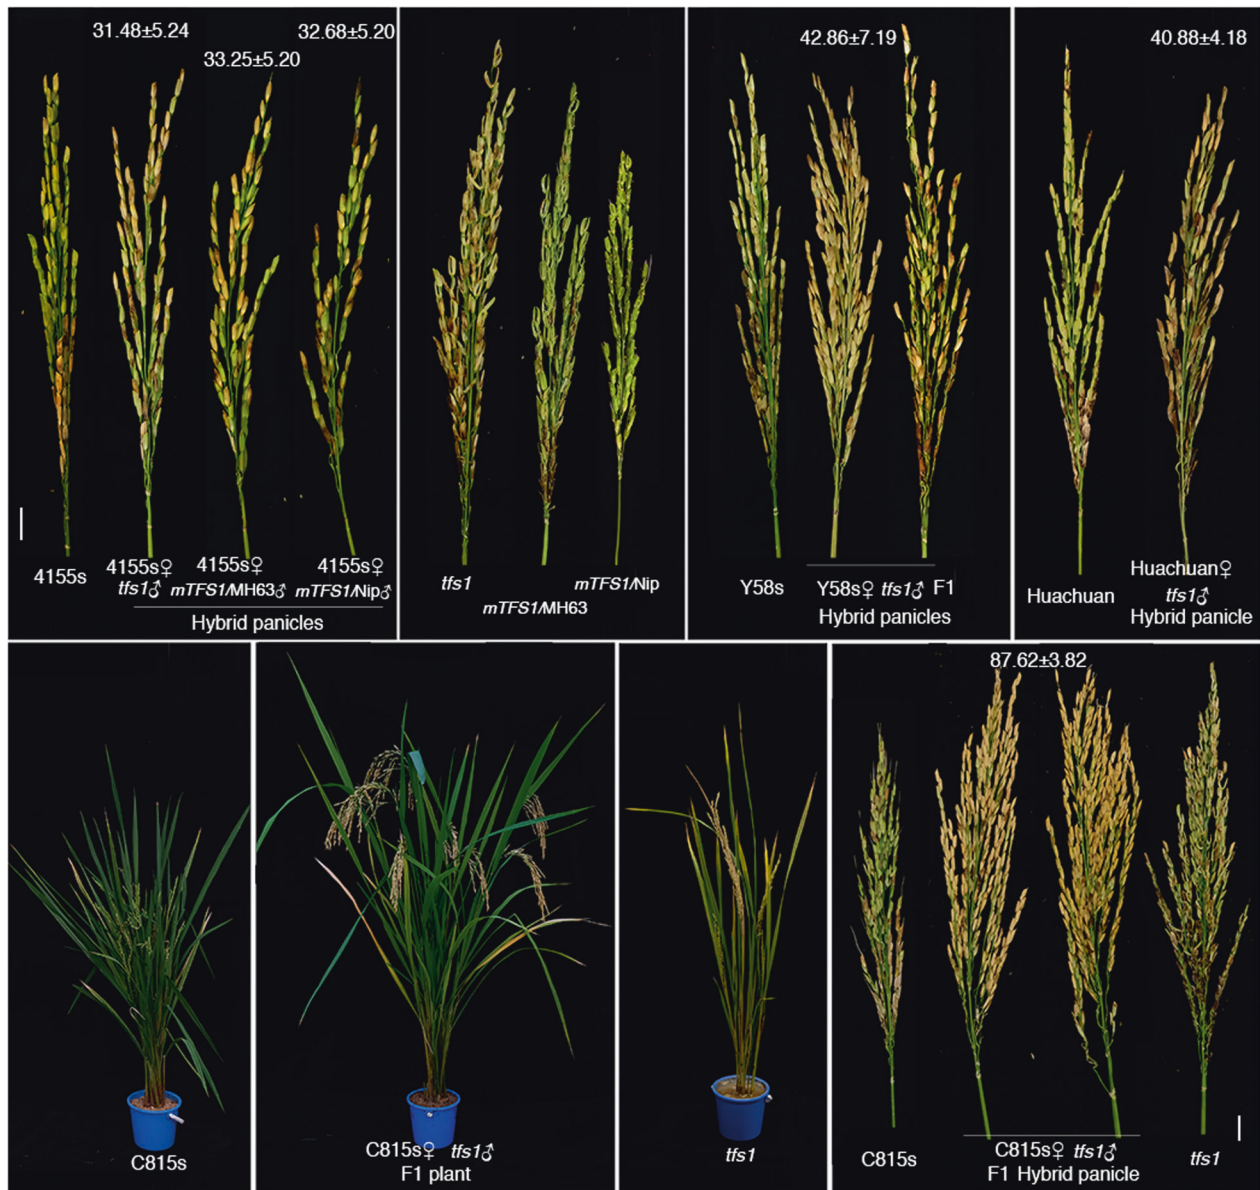 31.48±5.24
33.25±5.20
32.68±5.20
4155s
4155s♀
tfs1♂
4155s♀
mTFS1/MH63♂
4155s♀
mTFS1/Nip♂
Hybrid panicles
tfs1
mTFS1/MH63
mTFS1/Nip
42.86±7.19
Y58s
Y58s♀ tfs1♂ F1
Hybrid panicles
40.88±4.18
Huachuan
Huachuan♀
tfs1♂
Hybrid panicle
C815s
C815s♀ tfs1♂
F1 plant
tfs1
87.62±3.82
C815s
C815s♀ tfs1♂
F1 Hybrid panicle
tfs1